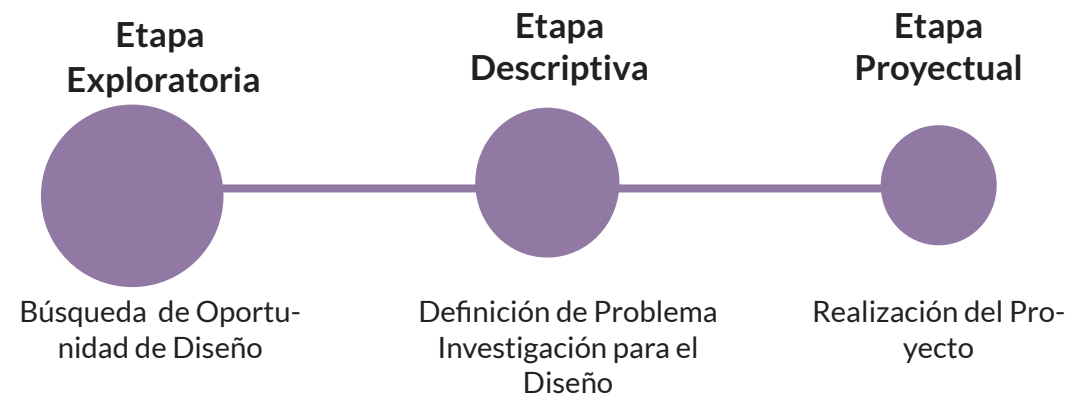 Etapa
Exploratoria
Búsqueda de Oportu-
nidad de Diseño
Etapa
Descriptiva
Definición de Problema
Investigación para el
Diseño
Etapa
Proyectual
Realización del Pro-
yecto